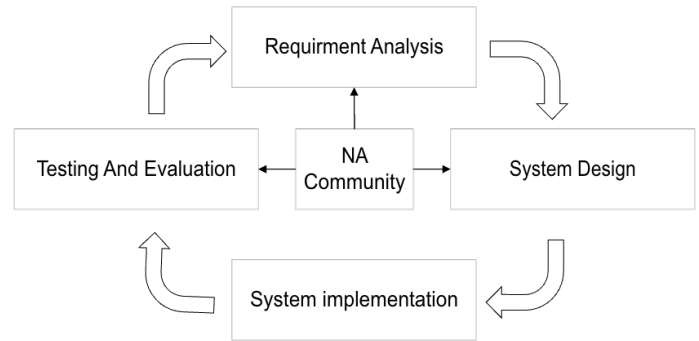 Requirment Analysis
Testing And Evaluation
NA
Community
System Design
System implementation